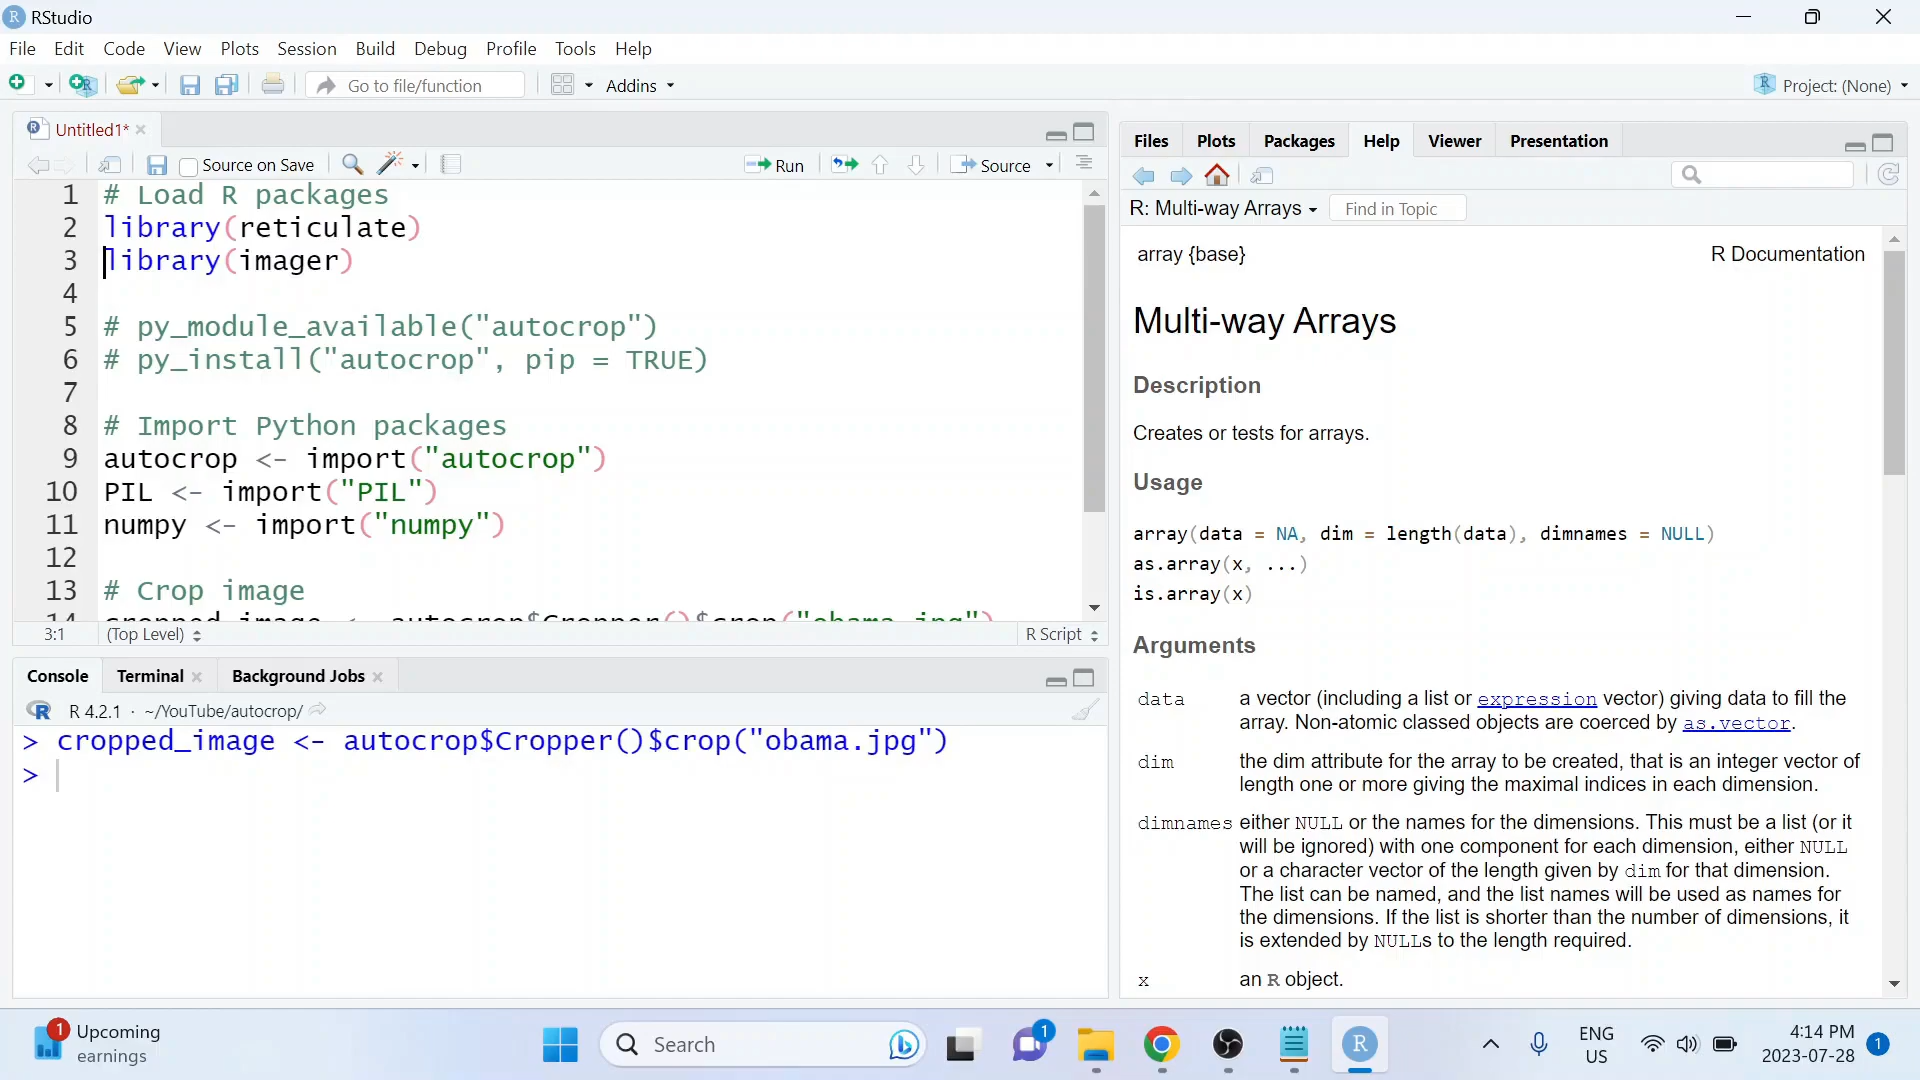 RStudio
File Edit Code View Plots Session Build Debug Profile Tools Help
Go to file/function Addins Project: (None)
Untitled1*
Source on Save Run Source
1 # Load R packages
2 library(reticulate)
3 library(imager)
4
5 # py_module_available("autocrop")
6 # py_install("autocrop", pip = TRUE)
7
8 # Import Python packages
9 autocrop <- import("autocrop")
10 PIL <- import("PIL")
11 numpy <- import("numpy")
12
13 # Crop image
14 cropped_image <- autocrop$Cropper()$crop("obama.jpg")
3:1 (Top Level) R Script
Console Terminal Background Jobs
R 4.2.1 · ~/YouTube/autocrop/
> cropped_image <- autocrop$Cropper()$crop("obama.jpg")
>
Files Plots Packages Help Viewer Presentation
R: Multi-way Arrays Find in Topic
array {base} R Documentation
Multi-way Arrays
Description
Creates or tests for arrays.
Usage
array(data = NA, dim = length(data), dimnames = NULL)
as.array(x, ...)
is.array(x)
Arguments
data a vector (including a list or expression vector) giving data to fill the
array. Non-atomic classed objects are coerced by as.vector.
dim the dim attribute for the array to be created, that is an integer vector of
length one or more giving the maximal indices in each dimension.
dimnames either NULL or the names for the dimensions. This must be a list (or it
will be ignored) with one component for each dimension, either NULL
or a character vector of the length given by dim for that dimension.
The list can be named, and the list names will be used as names for
the dimensions. If the list is shorter than the number of dimensions, it
is extended by NULLs to the length required.
x an R object.
1 Upcoming
earnings
Search
1
ENG
US
4:14 PM
2023-07-28
1